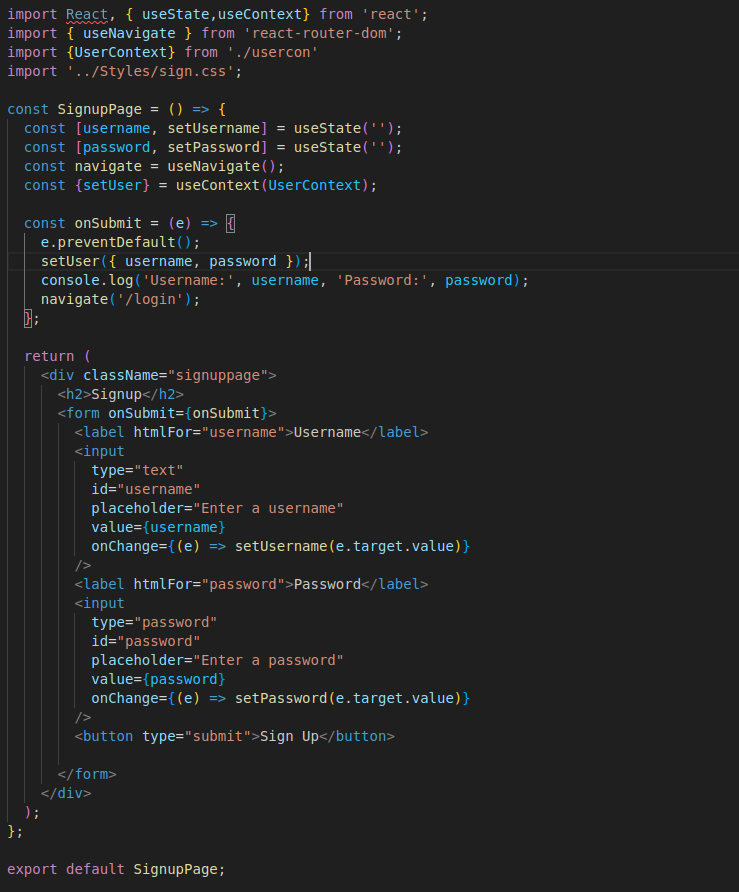 import React, { useState,useContext} from 'react';
import { useNavigate } from 'react-router-dom';
import {UserContext} from './usercon'
import '../Styles/sign.css';

const SignupPage = () => {
  const [username, setUsername] = useState('');
  const [password, setPassword] = useState('');
  const navigate = useNavigate();
  const {setUser} = useContext(UserContext);

  const onSubmit = (e) => {
    e.preventDefault();
    setUser({ username, password });
    console.log('Username:', username, 'Password:', password);
    navigate('/login');
  };

  return (
    <div className="signuppage">
      <h2>Signup</h2>
      <form onSubmit={onSubmit}>
        <label htmlFor="username">Username</label>
        <input
          type="text"
          id="username"
          placeholder="Enter a username"
          value={username}
          onChange={(e) => setUsername(e.target.value)}
        />
        <label htmlFor="password">Password</label>
        <input
          type="password"
          id="password"
          placeholder="Enter a password"
          value={password}
          onChange={(e) => setPassword(e.target.value)}
        />
        <button type="submit">Sign Up</button>

      </form>
    </div>
  );
};

export default SignupPage;